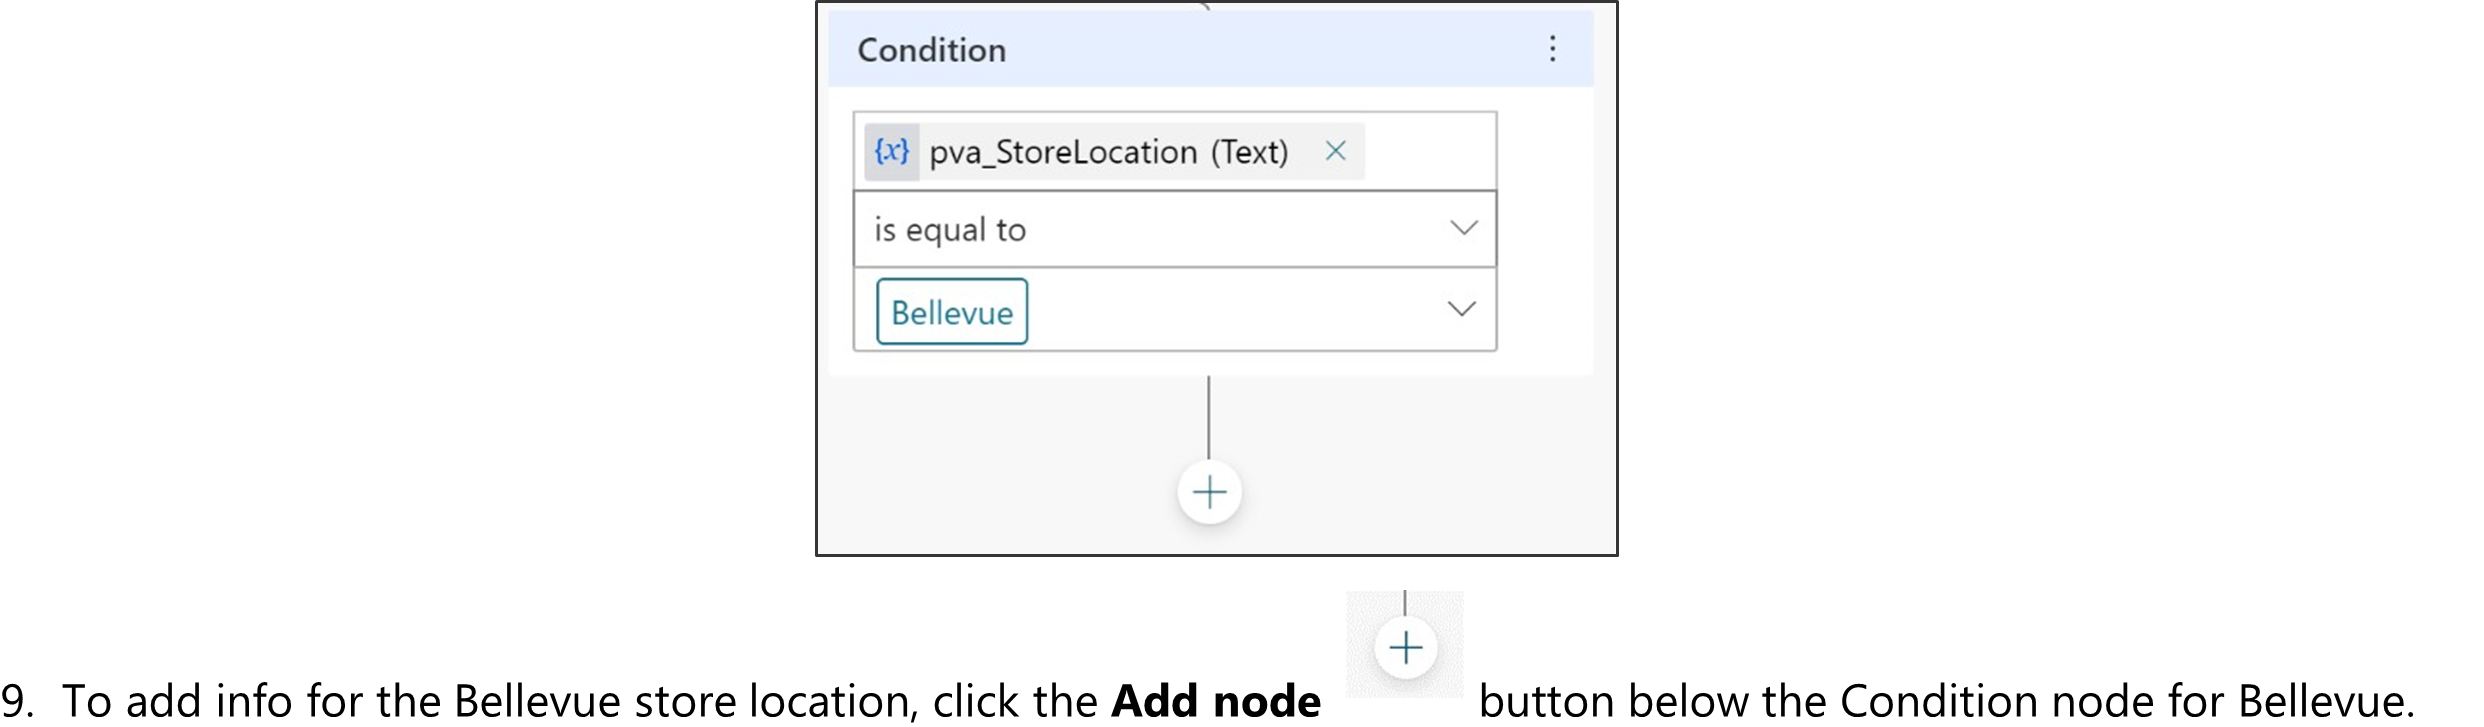 Condition
{x} pva_StoreLocation (Text)
is equal to
Bellevue
9. To add info for the Bellevue store location, click the Add node button below the Condition node for Bellevue.